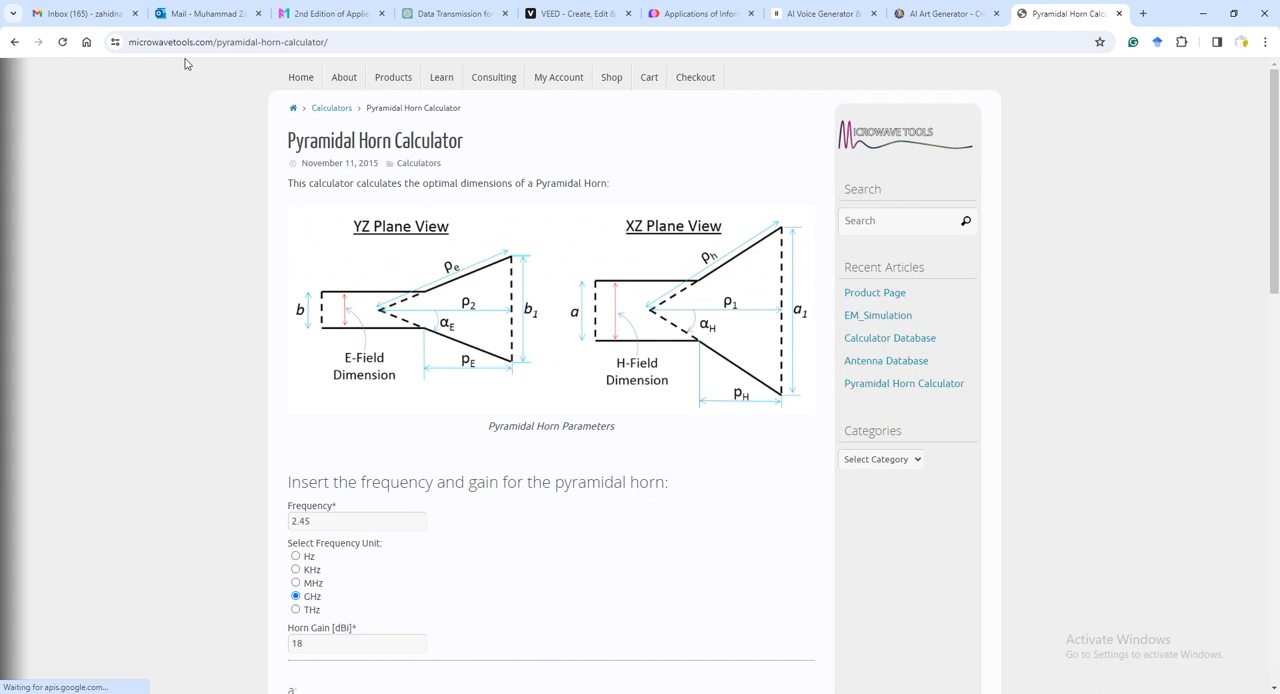 Inbox (165) - zahidna
Mail - Muhammad Za
2nd Edition of Applie
Data Transmission fo
VEED - Create, Edit &
Applications of Inform
AI Voice Generator &
AI Art Generator - Cre
Pyramidal Horn Calcu
microwavetools.com/pyramidal-horn-calculator/
Home
About
Products
Learn
Consulting
My Account
Shop
Cart
Checkout
Calculators
Pyramidal Horn Calculator
Pyramidal Horn Calculator
November 11, 2015
Calculators
This calculator calculates the optimal dimensions of a Pyramidal Horn:
YZ Plane View
XZ Plane View
ρe
ρh
b
ρ2
b1
αE
a
ρ1
a1
αH
E-Field
Dimension
pE
H-Field
Dimension
pH
Pyramidal Horn Parameters
Insert the frequency and gain for the pyramidal horn:
Frequency*
2.45
Select Frequency Unit:
Hz
KHz
MHz
GHz
THz
Horn Gain [dBi]*
18
a:
MICROWAVE TOOLS
Search
Search
Recent Articles
Product Page
EM_Simulation
Calculator Database
Antenna Database
Pyramidal Horn Calculator
Categories
Select Category
Activate Windows
Go to Settings to activate Windows.
Waiting for apis.google.com...